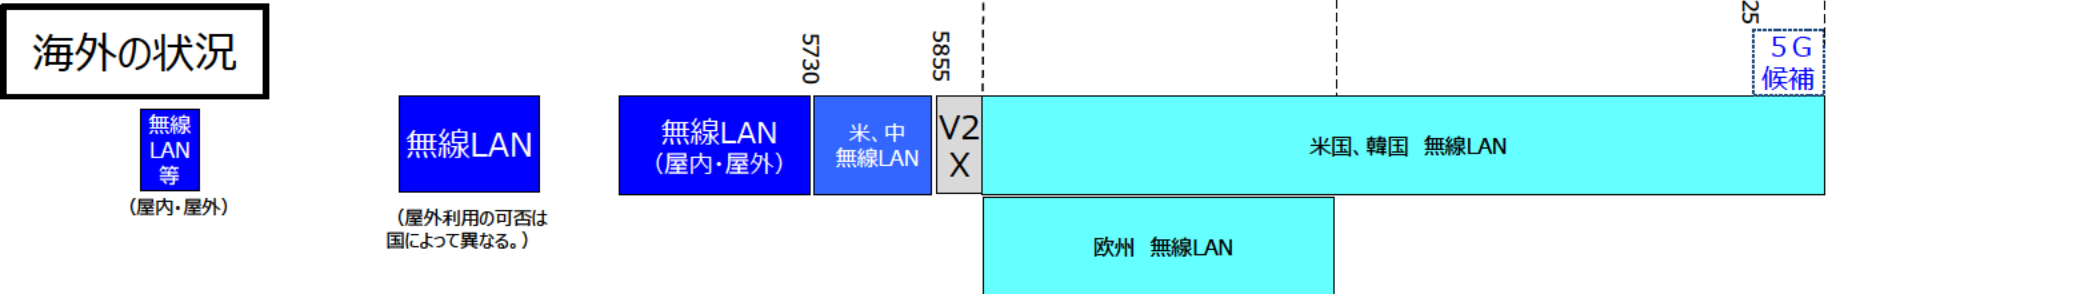 海外の状況
無線
LAN
等
（屋内・屋外）
無線LAN
（屋外利用の可否は
国によって異なる。）
無線LAN
（屋内・屋外）
5730
米、中
無線LAN
5855
V2
X
米国、韓国　無線LAN
欧州　無線LAN
25
５G
候補